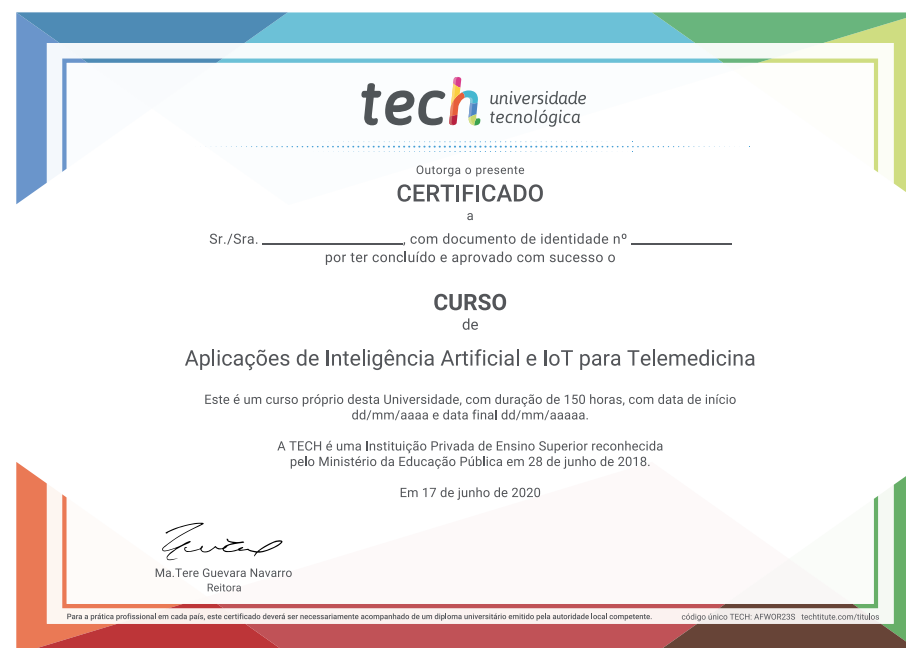 tech universidade
tecnológica
Outorga o presente
CERTIFICADO
a
Sr./Sra. ____________________, com documento de identidade nº ______________
por ter concluído e aprovado com sucesso o
CURSO
de
Aplicações de Inteligência Artificial e IoT para Telemedicina
Este é um curso próprio desta Universidade, com duração de 150 horas, com data de início
dd/mm/aaaa e data final dd/mm/aaaaa.
A TECH é uma Instituição Privada de Ensino Superior reconhecida
pelo Ministério da Educação Pública em 28 de junho de 2018.
Em 17 de junho de 2020
Ma.Tere Guevara Navarro
Reitora
Para a prática profissional em cada país, este certificado deverá ser necessariamente acompanhado de um diploma universitário emitido pela autoridade local competente. código único TECH: AFWOR23S techtitute.com/titulos